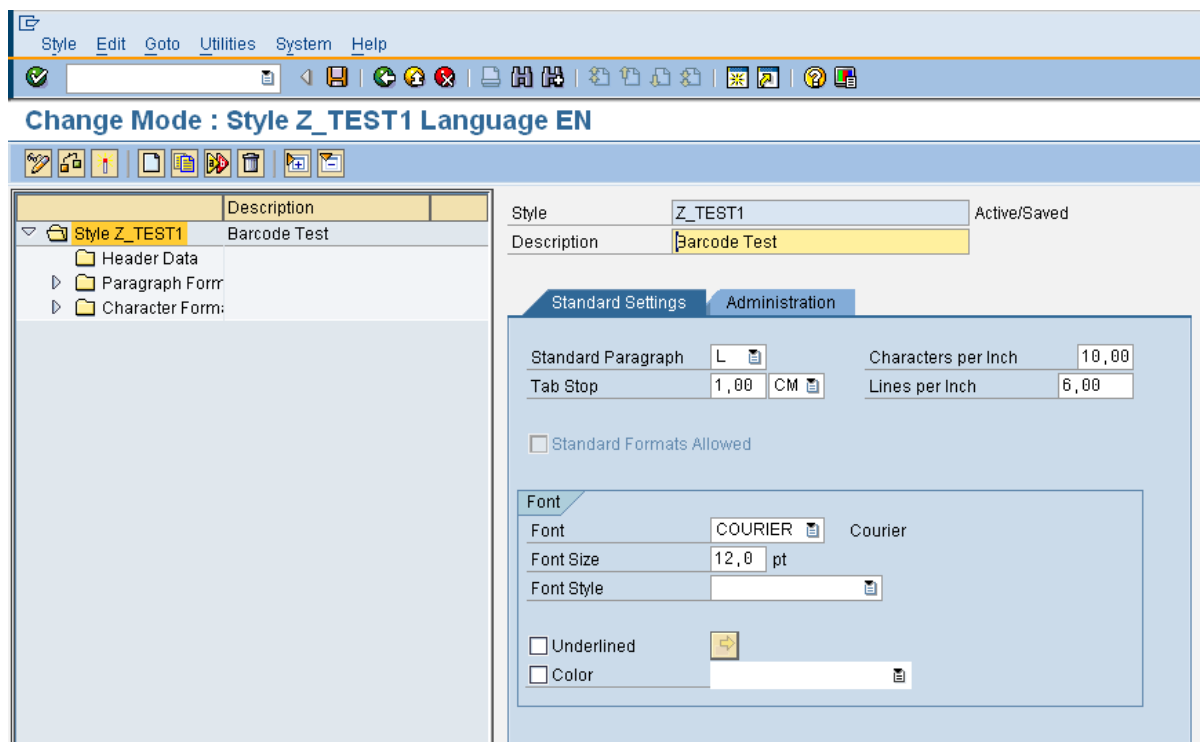 Style Edit Goto Utilities System Help
Change Mode : Style Z_TEST1 Language EN
Description
Style Z_TEST1 Barcode Test
Header Data
Paragraph Form
Character Form
Style Z_TEST1 Active/Saved
Description Barcode Test
Standard Settings Administration
Standard Paragraph L Characters per Inch 10,00
Tab Stop 1,00 CM Lines per Inch 6,00
Standard Formats Allowed
Font
Font COURIER Courier
Font Size 12,0 pt
Font Style
Underlined
Color